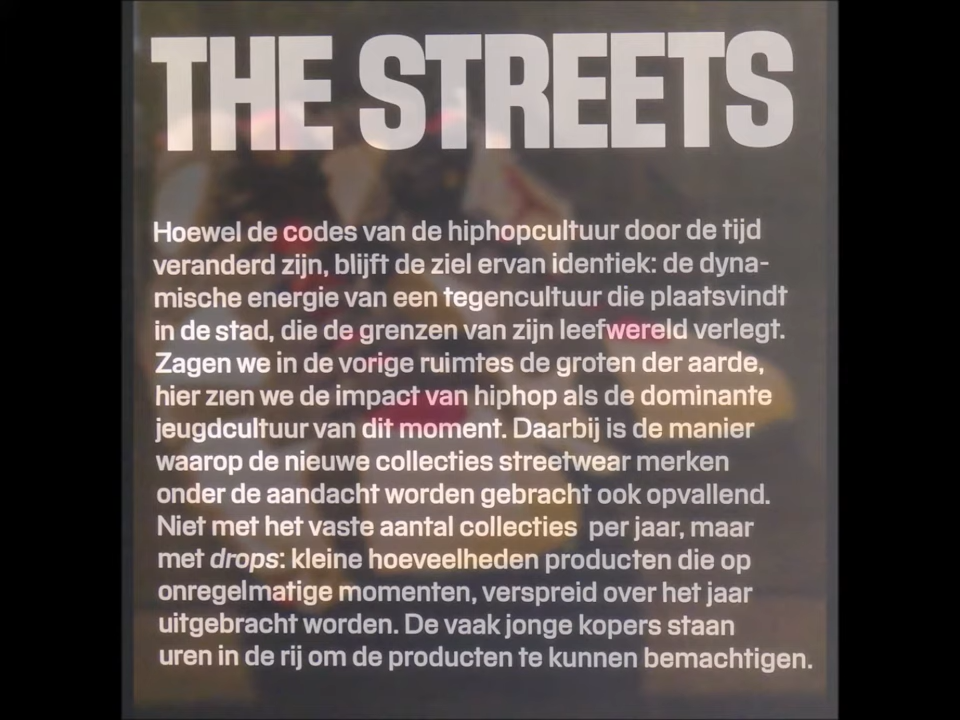 THE STREETS
Hoewel de codes van de hiphopcultuur door de tijd
veranderd zijn, blijft de ziel ervan identiek: de dyna-
mische energie van een tegencultuur die plaatsvindt
in de stad, die de grenzen van zijn leefwereld verlegt.
Zagen we in de vorige ruimtes de groten der aarde,
hier zien we de impact van hiphop als de dominante
jeugdcultuur van dit moment. Daarbij is de manier
waarop de nieuwe collecties streetwear merken
onder de aandacht worden gebracht ook opvallend.
Niet met het vaste aantal collecties per jaar, maar
met drops: kleine hoeveelheden producten die op
onregelmatige momenten, verspreid over het jaar
uitgebracht worden. De vaak jonge kopers staan
uren in de rij om de producten te kunnen bemachtigen.